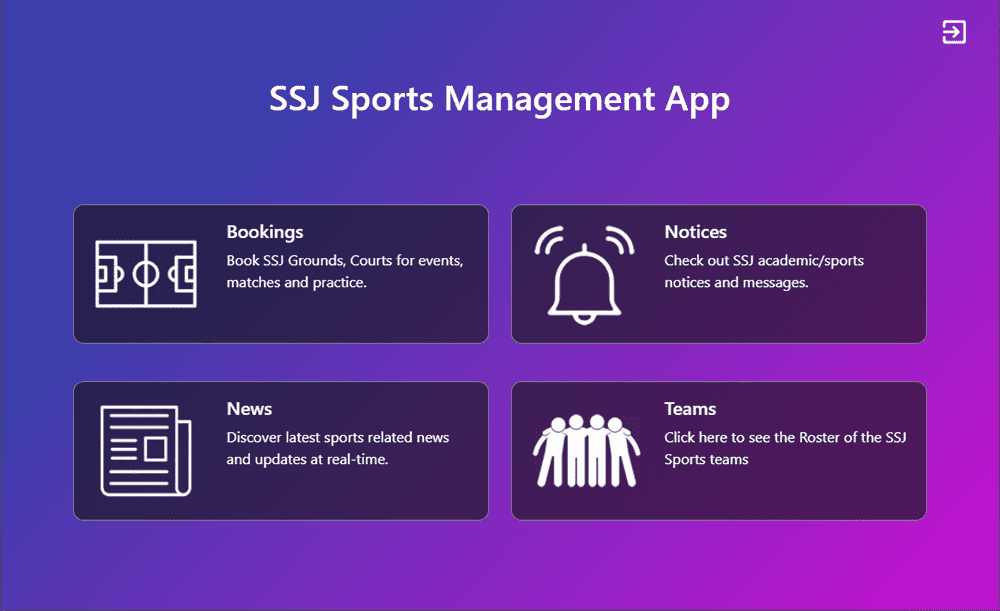 SSJ Sports Management App
Bookings
Book SSJ Grounds, Courts for events,
matches and practice.
Notices
Check out SSJ academic/sports
notices and messages.
News
Discover latest sports related news
and updates at real-time.
Teams
Click here to see the Roster of the SSJ
Sports teams